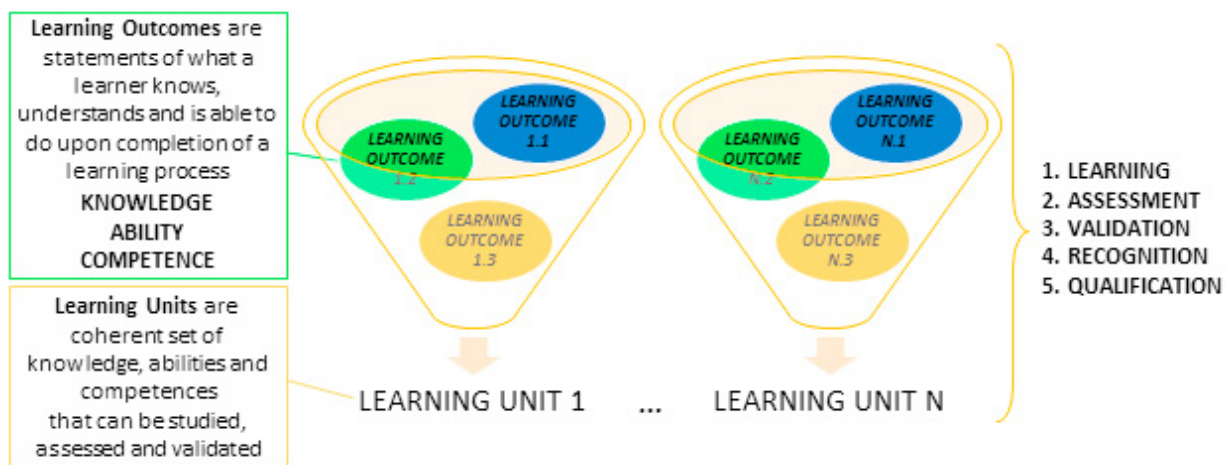 Learning Outcomes are
statements of what a
learner knows,
understands and is able to
do upon completion of a
learning process
KNOWLEDGE
ABILITY
COMPETENCE
Learning Units are
coherent set of
knowledge, abilities and
competences
that can be studied,
assessed and validated
LEARNING
OUTCOME
1.1
LEARNING
OUTCOME
1.2
LEARNING
OUTCOME
1.3
LEARNING UNIT 1
...
LEARNING
OUTCOME
N.1
LEARNING
OUTCOME
N.2
LEARNING
OUTCOME
N.3
LEARNING UNIT N
1. LEARNING
2. ASSESSMENT
3. VALIDATION
4. RECOGNITION
5. QUALIFICATION